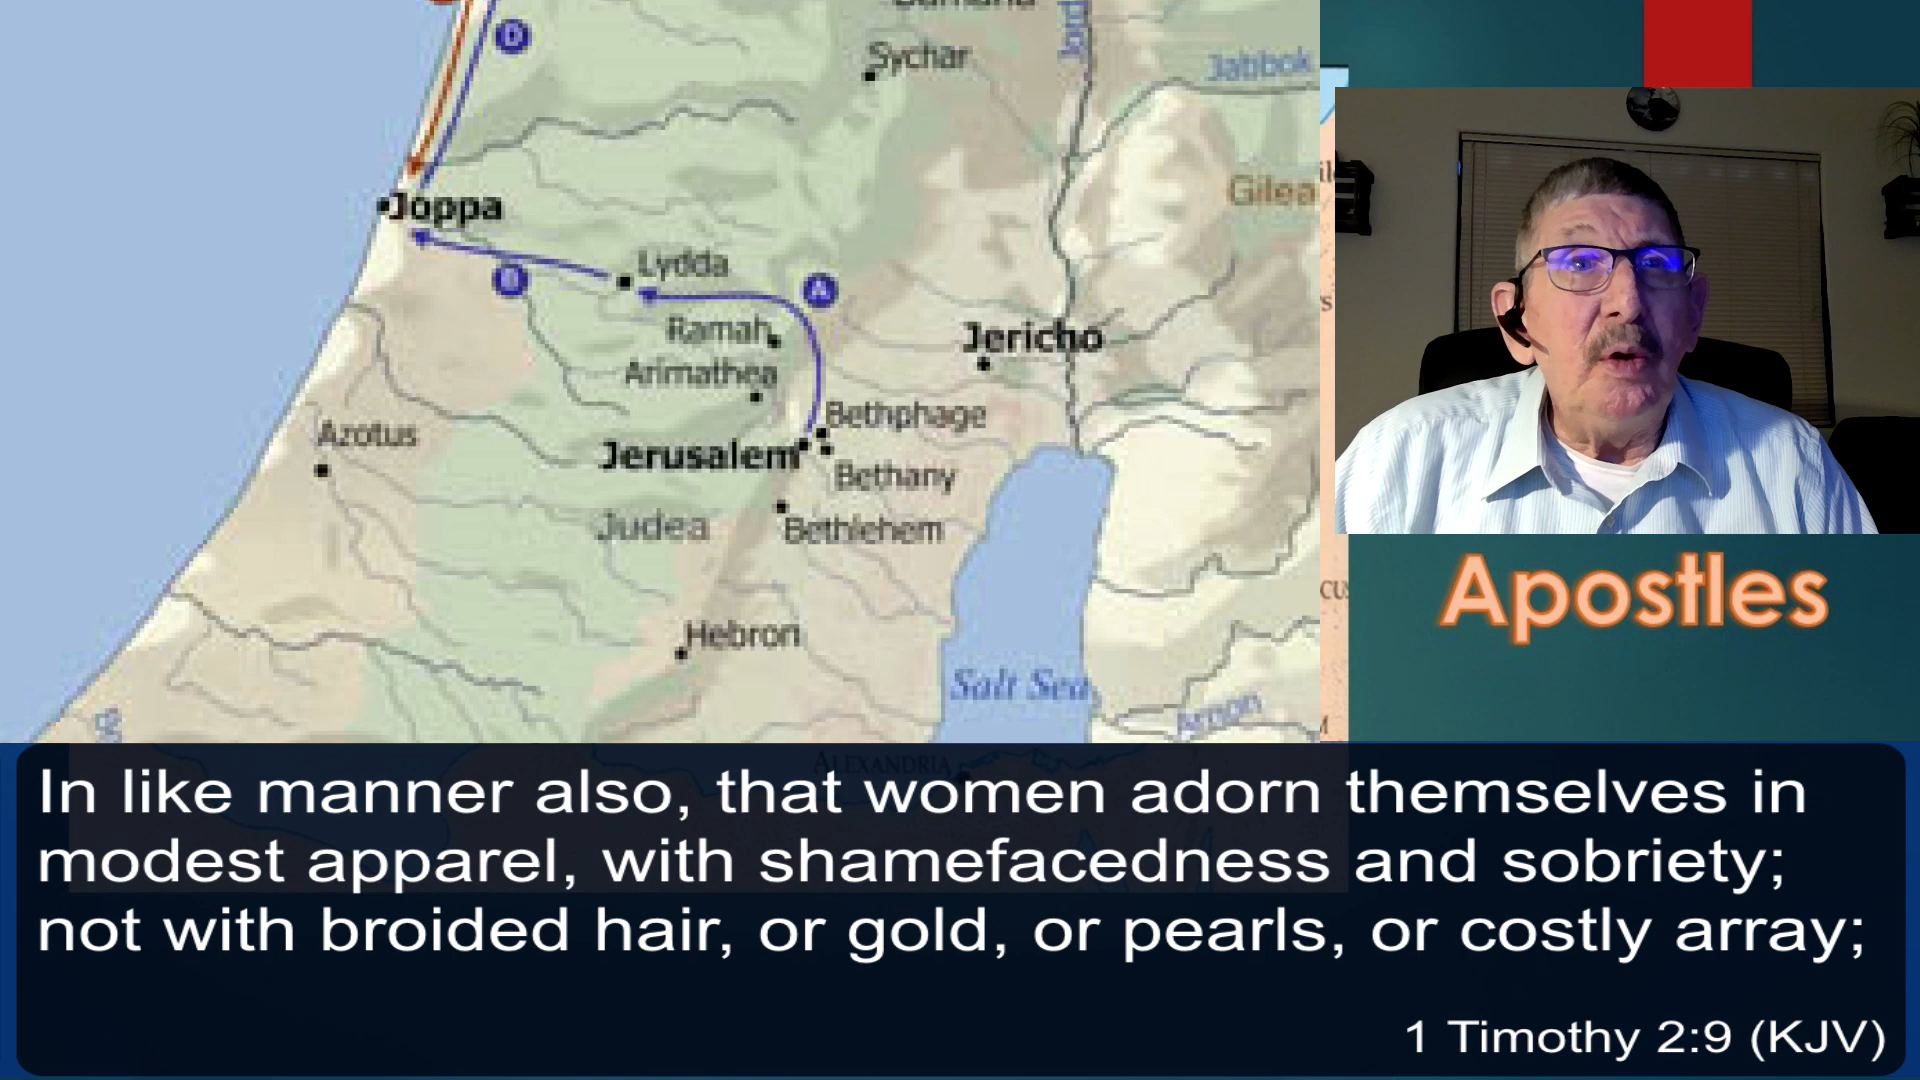 D
Sychar
Jabbok
Joppa
Lydda
B
A
Ramah
Jericho
Arimathea
Bethphage
Azotus
Jerusalem
Bethany
Judea
Bethlehem
Hebron
Salt Sea
Arnon
Apostles
ALEXANDRIA
In like manner also, that women adorn themselves in
modest apparel, with shamefacedness and sobriety;
not with broided hair, or gold, or pearls, or costly array;
1 Timothy 2:9 (KJV)